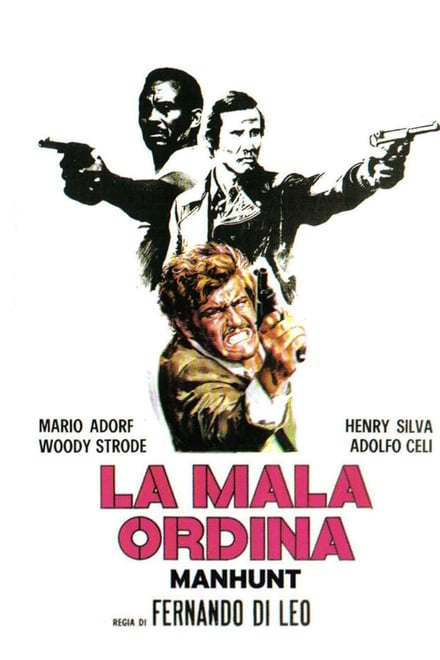 MARIO ADORF
WOODY STRODE
HENRY SILVA
ADOLFO CELI
LA MALA
ORDINA
MANHUNT
REGIA DI FERNANDO DI LEO